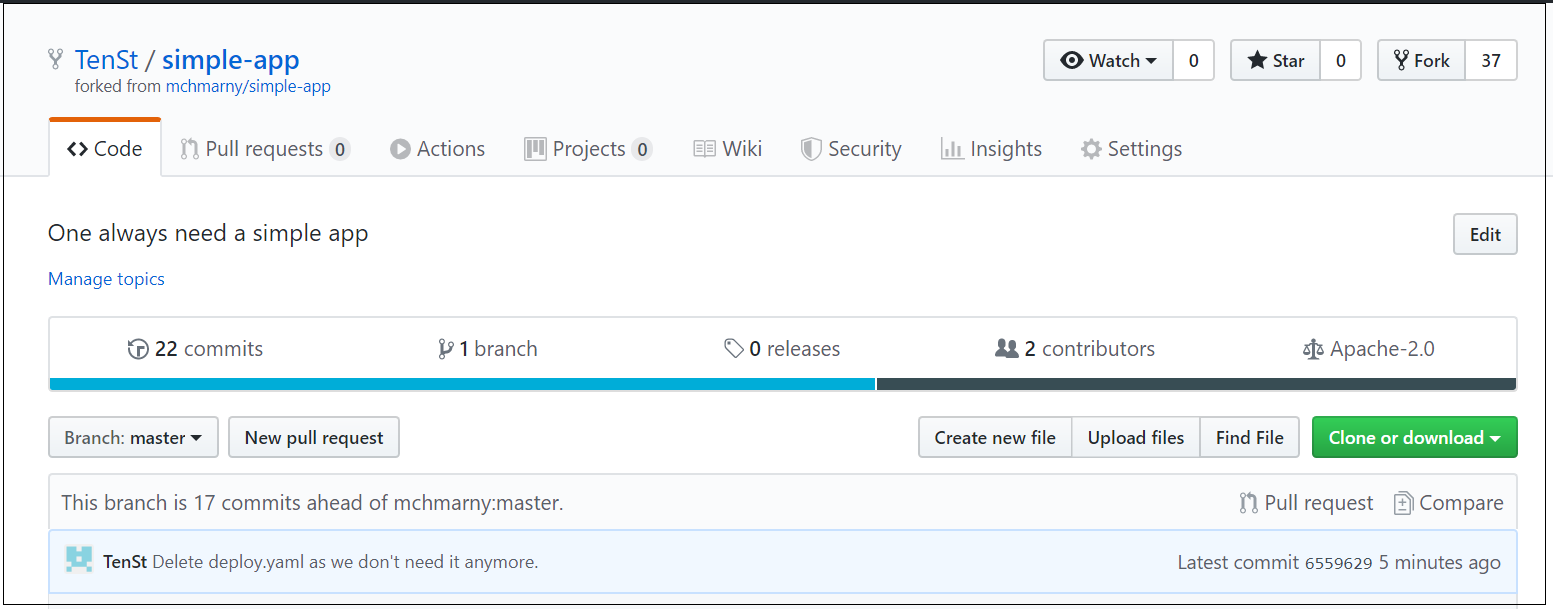 TenSt / simple-app Watch 0 Star 0 Fork 37
forked from mchmarny/simple-app
Code Pull requests 0 Actions Projects 0 Wiki Security Insights Settings
One always need a simple app Edit
Manage topics
22 commits 1 branch 0 releases 2 contributors Apache-2.0
Branch: master New pull request Create new file Upload files Find File Clone or download
This branch is 17 commits ahead of mchmarny:master. Pull request Compare
TenSt Delete deploy.yaml as we don't need it anymore. Latest commit 6559629 5 minutes ago